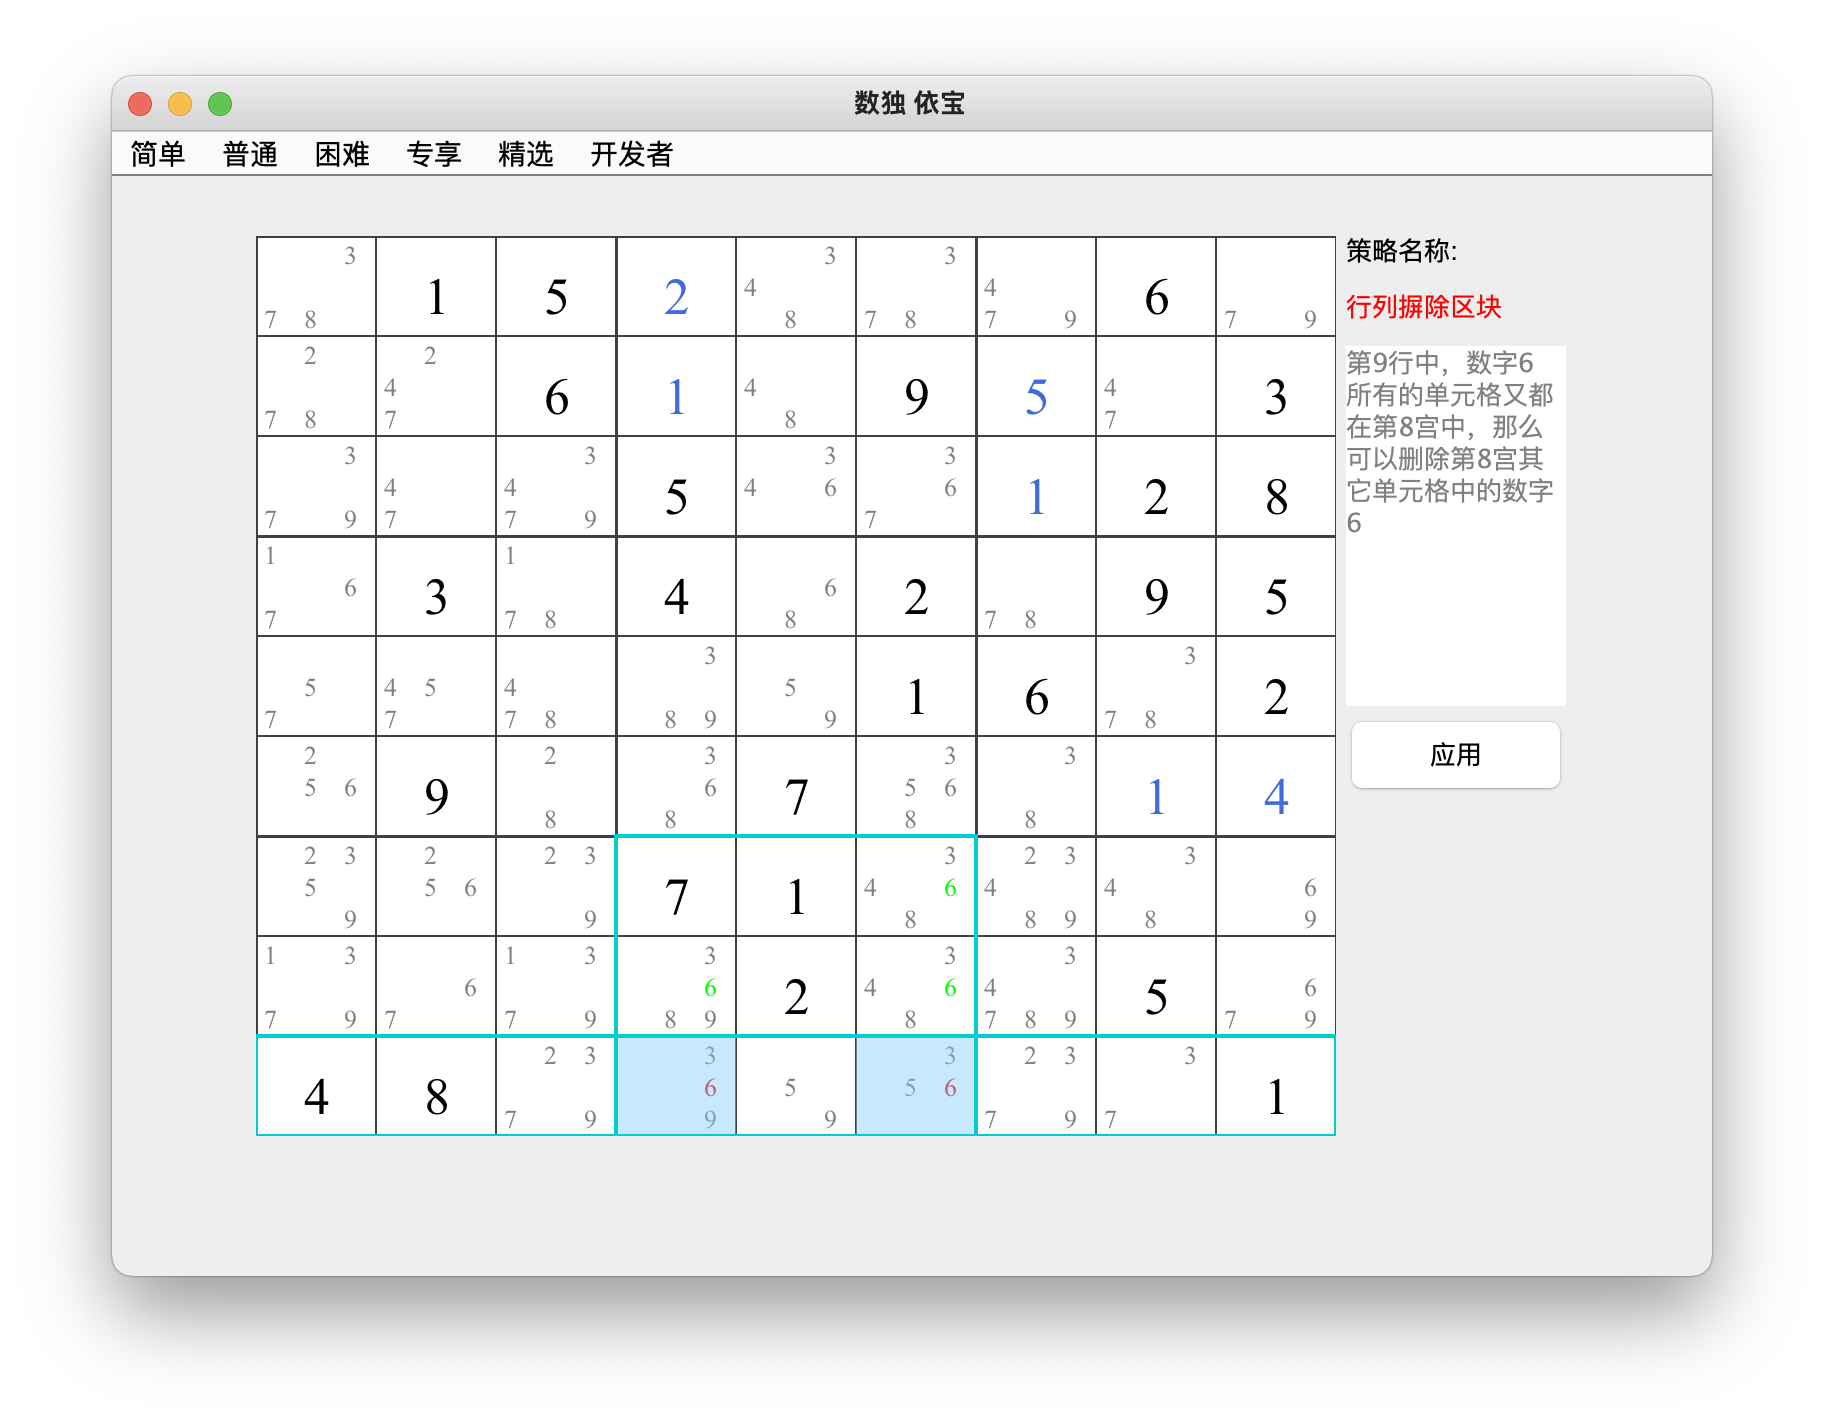 数独 依宝
简单 普通 困难 专享 精选 开发者
3 3 3
4 4
1 5 2 6
7 8 8 7 8 7 9 7 9
2 2
4 4 4
6 1 9 5 3
7 8 7 8 7
3 3 3 3
4 4 4 6 6
5 1 2 8
7 9 7 7 9 7
1 1
6 6
3 4 2 9 5
7 7 8 8 7 8
3 3
5 4 5 4 5
1 6 2
7 7 7 8 8 9 9 7 8
2 2 3 3 3
5 6 6 5 6
9 7 1 4
8 8 8 8
2 3 2 2 3 3 2 3 3
5 5 6 4 6 4 4 6
7 1
9 9 8 8 9 8 9
1 3 1 3 3 3 3
6 6 4 6 4 6
2 5
7 9 7 7 9 8 9 8 7 8 9 7 9
2 3 3 3 2 3 3
6 5 5 6
4 8 1
7 9 9 9 7 9 7
策略名称:
行列摒除区块
第9行中，数字6
所有的单元格又都
在第8宫中，那么
可以删除第8宫其
它单元格中的数字
6
应用